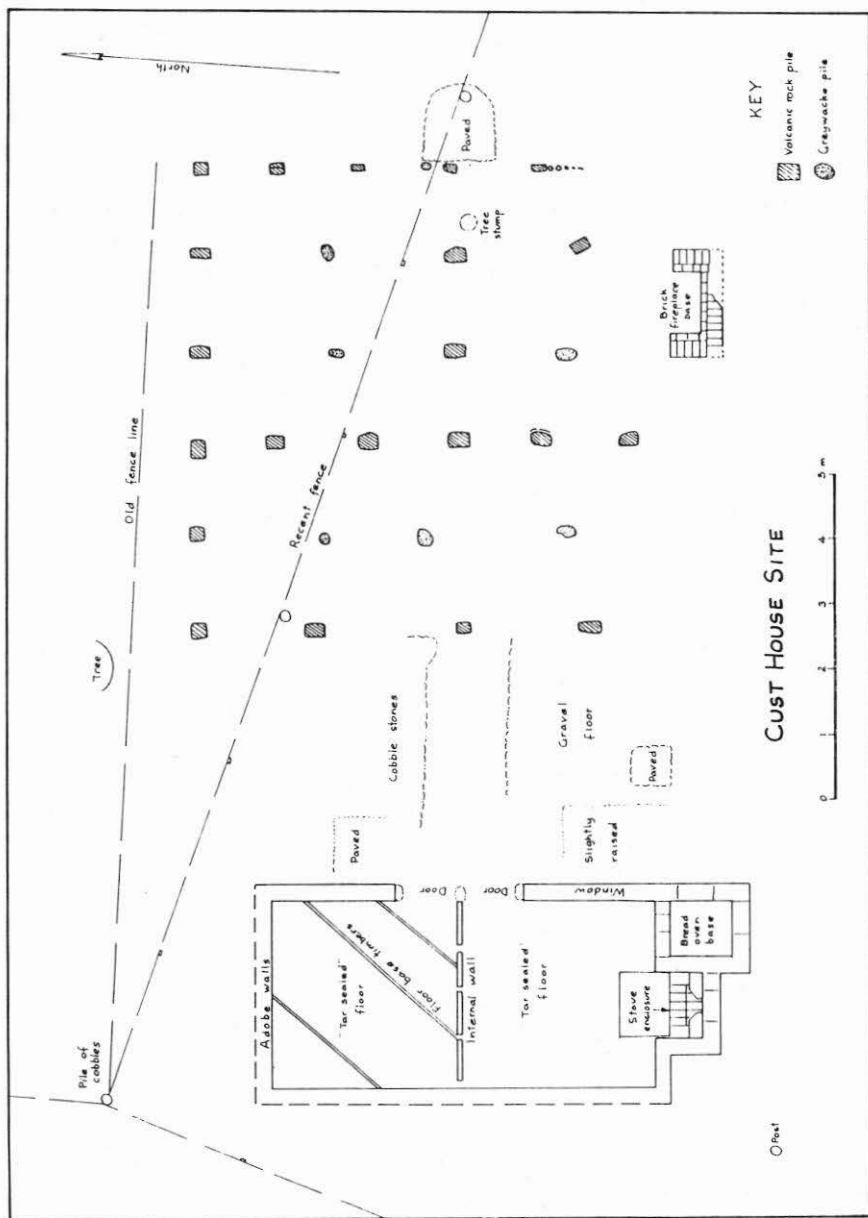 North
Paved
KEY
Volcanic rock pile
Greywacke pile
Tree
stump
Brick
fireplace
base
Old fence line
Recent fence
Tree
Cobble stones
Gravel
floor
Paved
Paved
Slightly
raised
0 1 2 3 4 5 m
CUST HOUSE SITE
Pile of
cobbles
Adobe walls
Door
Door
Window
Tar sealed
floor
Floor base timbers
Internal wall
Tar sealed
floor
Bread
oven
base
Stove
enclosure
Post